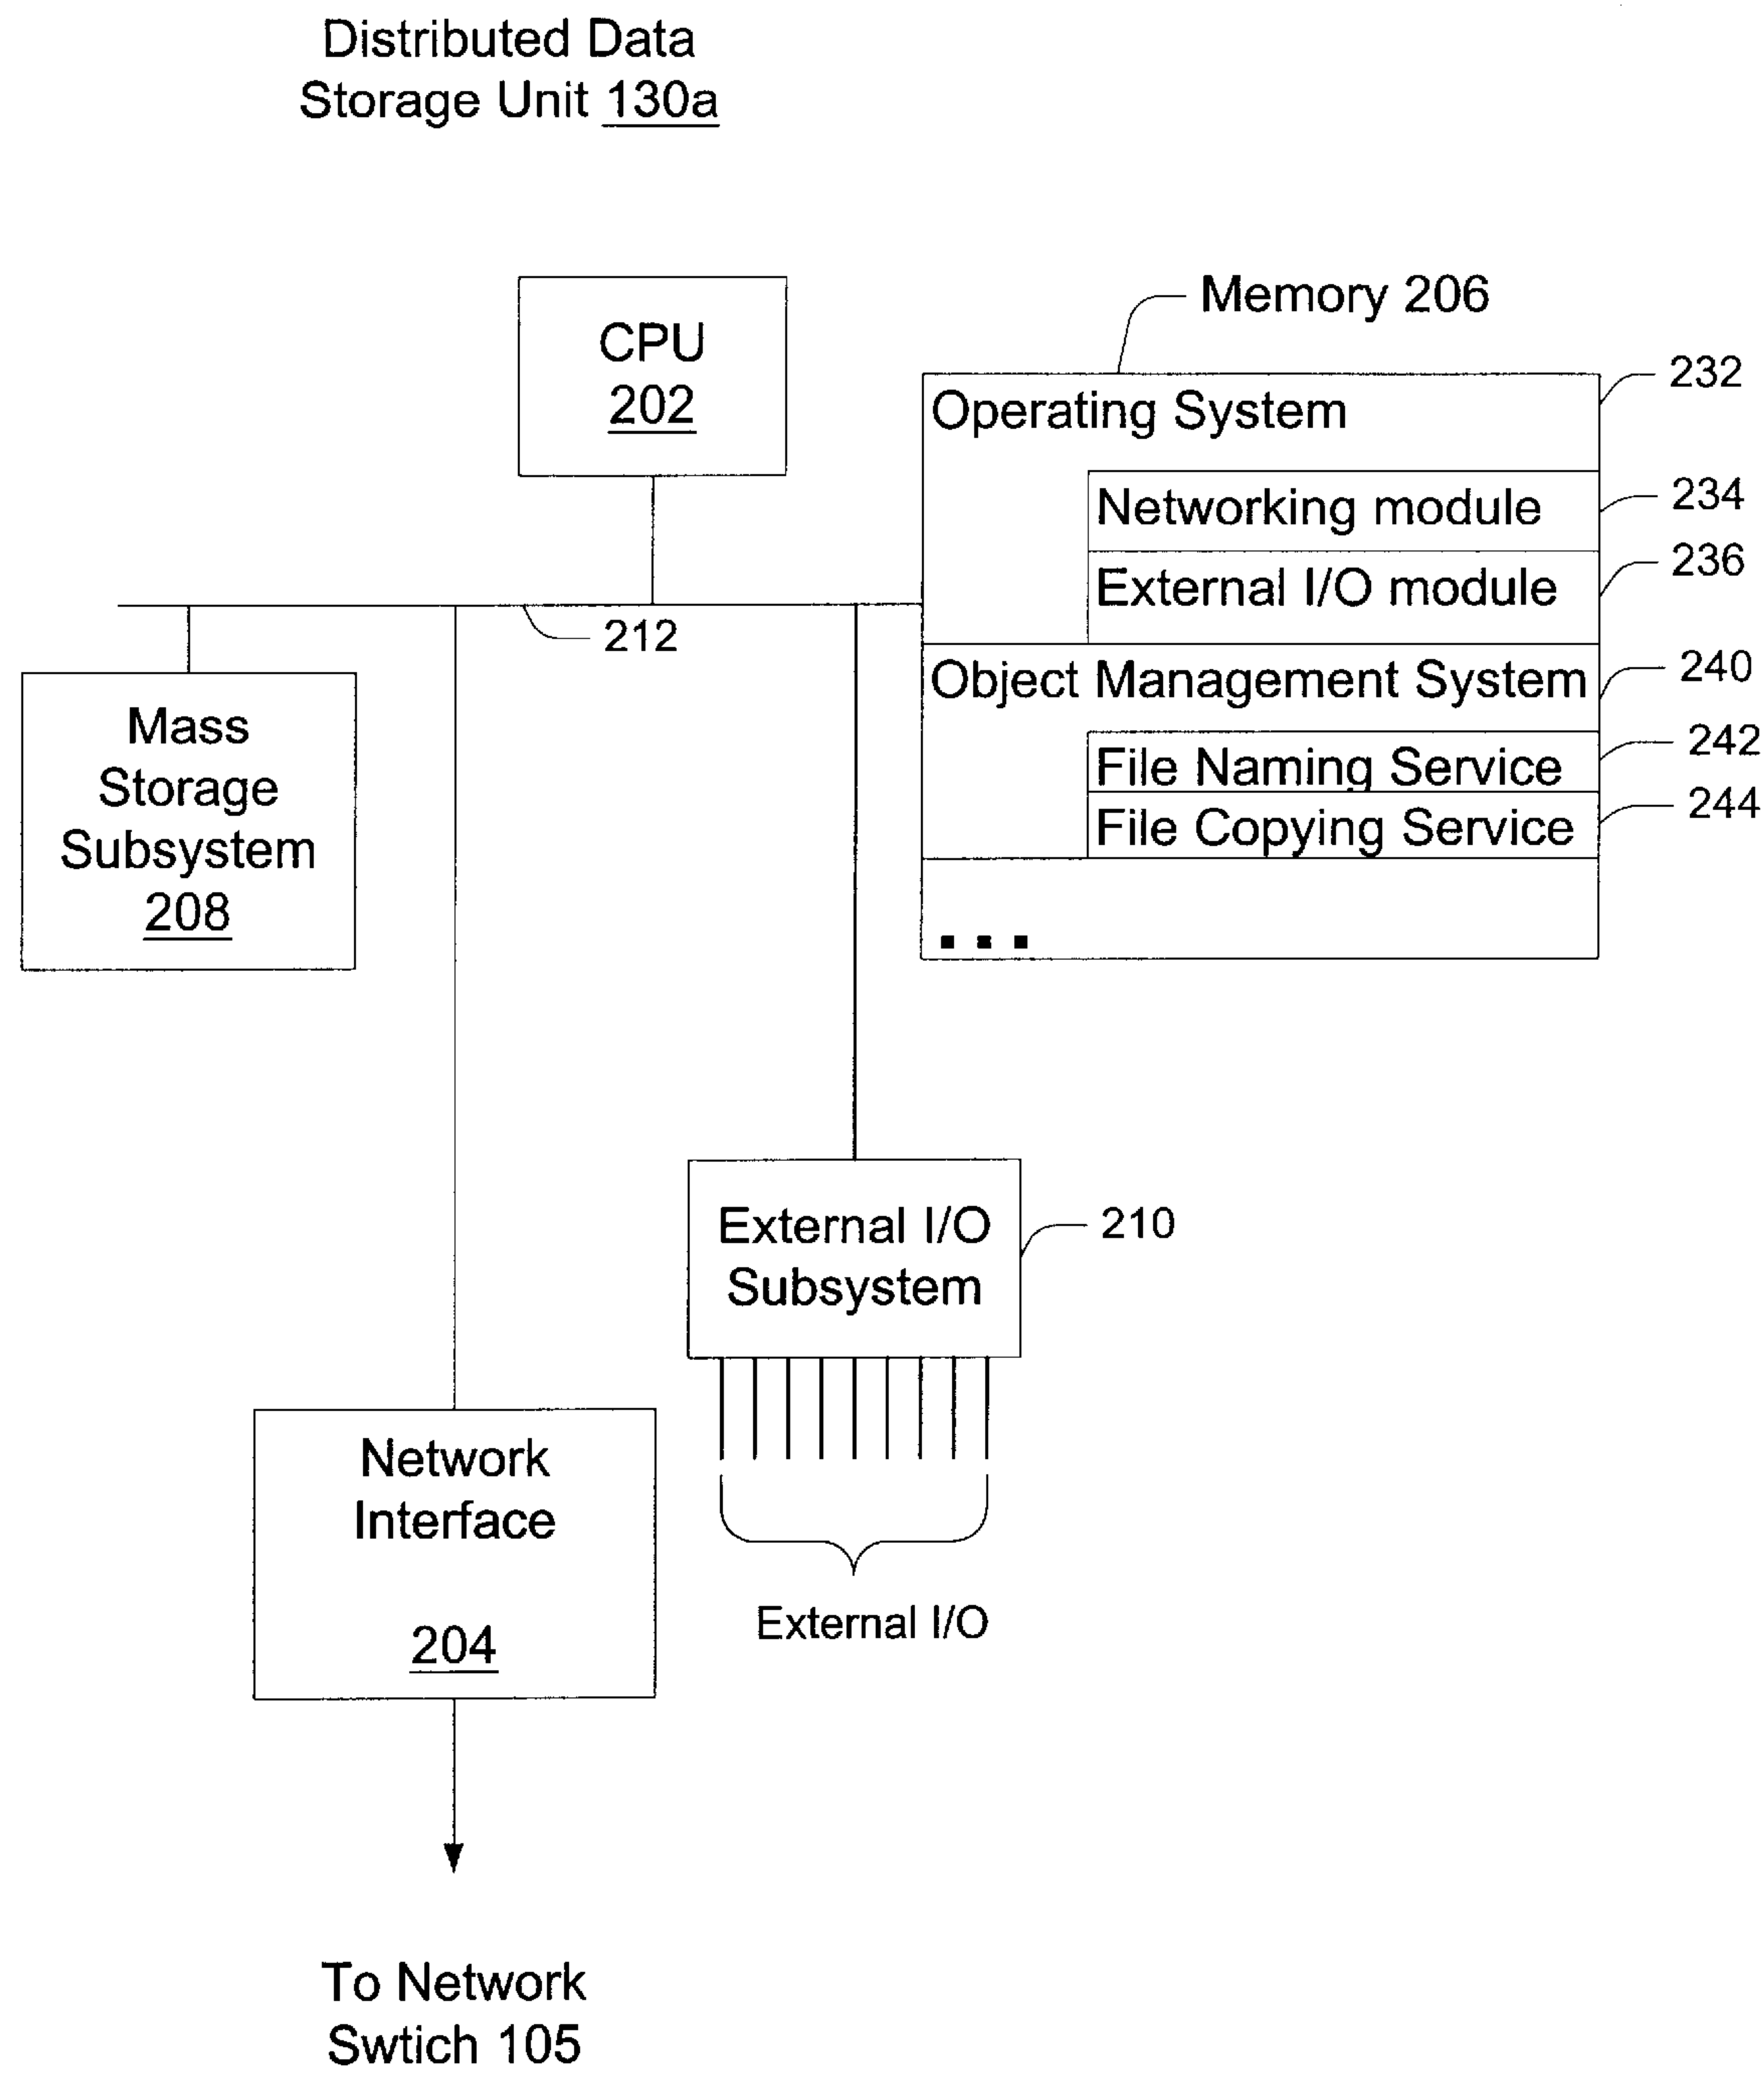 Distributed Data
Storage Unit 130a
CPU
202
Memory 206
Operating System
232
Networking module
234
External I/O module
236
212
Object Management System
240
File Naming Service
242
File Copying Service
244
...
Mass
Storage
Subsystem
208
External I/O
Subsystem
210
Network
Interface
204
External I/O
To Network
Swtich 105